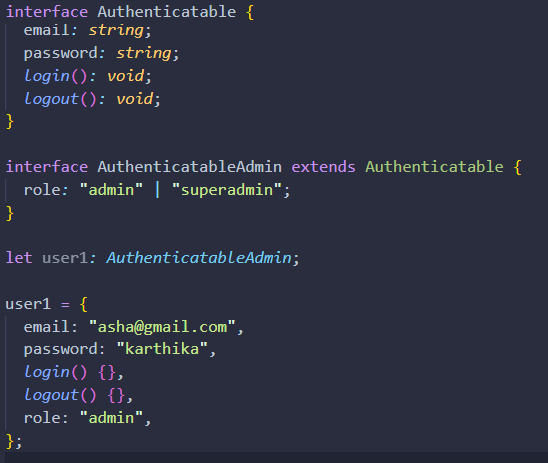 interface Authenticatable {
  email: string;
  password: string;
  login(): void;
  logout(): void;
}

interface AuthenticatableAdmin extends Authenticatable {
  role: "admin" | "superadmin";
}

let user1: AuthenticatableAdmin;

user1 = {
  email: "asha@gmail.com",
  password: "karthika",
  login() {},
  logout() {},
  role: "admin",
};